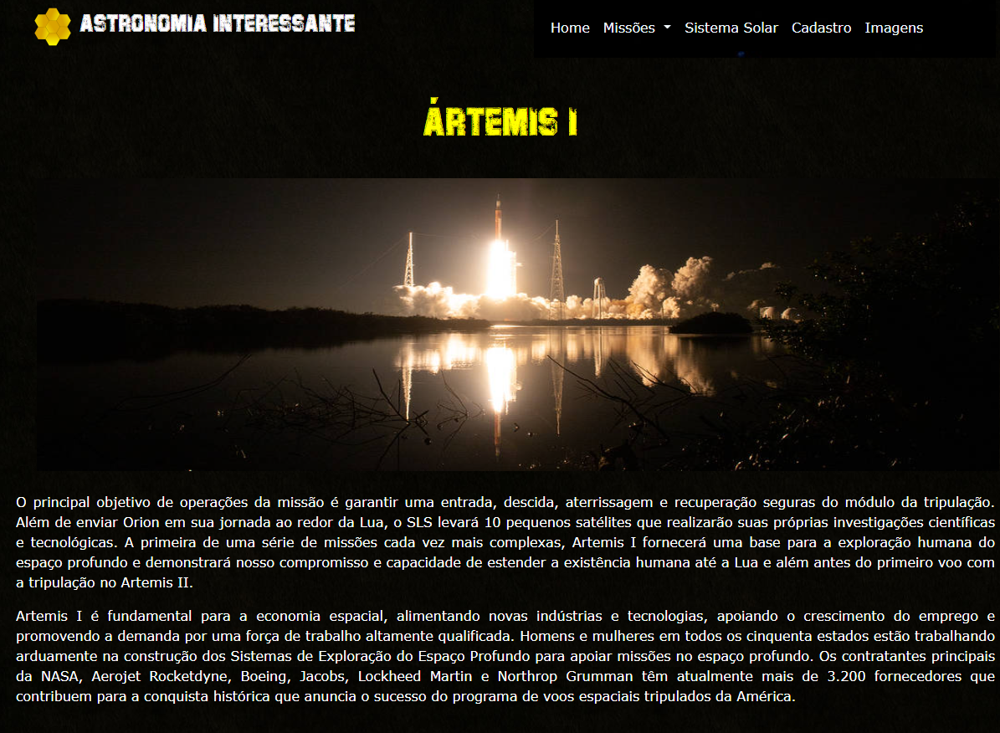 ASTRONOMIA INTERESSANTE
Home Missões Sistema Solar Cadastro Imagens
ÁRTEMIS I
O principal objetivo de operações da missão é garantir uma entrada, descida, aterrissagem e recuperação seguras do módulo da tripulação.
Além de enviar Orion em sua jornada ao redor da Lua, o SLS levará 10 pequenos satélites que realizarão suas próprias investigações científicas
e tecnológicas. A primeira de uma série de missões cada vez mais complexas, Artemis I fornecerá uma base para a exploração humana do
espaço profundo e demonstrará nosso compromisso e capacidade de estender a existência humana até a Lua e além antes do primeiro voo com
a tripulação no Artemis II.
Artemis I é fundamental para a economia espacial, alimentando novas indústrias e tecnologias, apoiando o crescimento do emprego e
promovendo a demanda por uma força de trabalho altamente qualificada. Homens e mulheres em todos os cinquenta estados estão trabalhando
arduamente na construção dos Sistemas de Exploração do Espaço Profundo para apoiar missões no espaço profundo. Os contratantes principais
da NASA, Aerojet Rocketdyne, Boeing, Jacobs, Lockheed Martin e Northrop Grumman têm atualmente mais de 3.200 fornecedores que
contribuem para a conquista histórica que anuncia o sucesso do programa de voos espaciais tripulados da América.